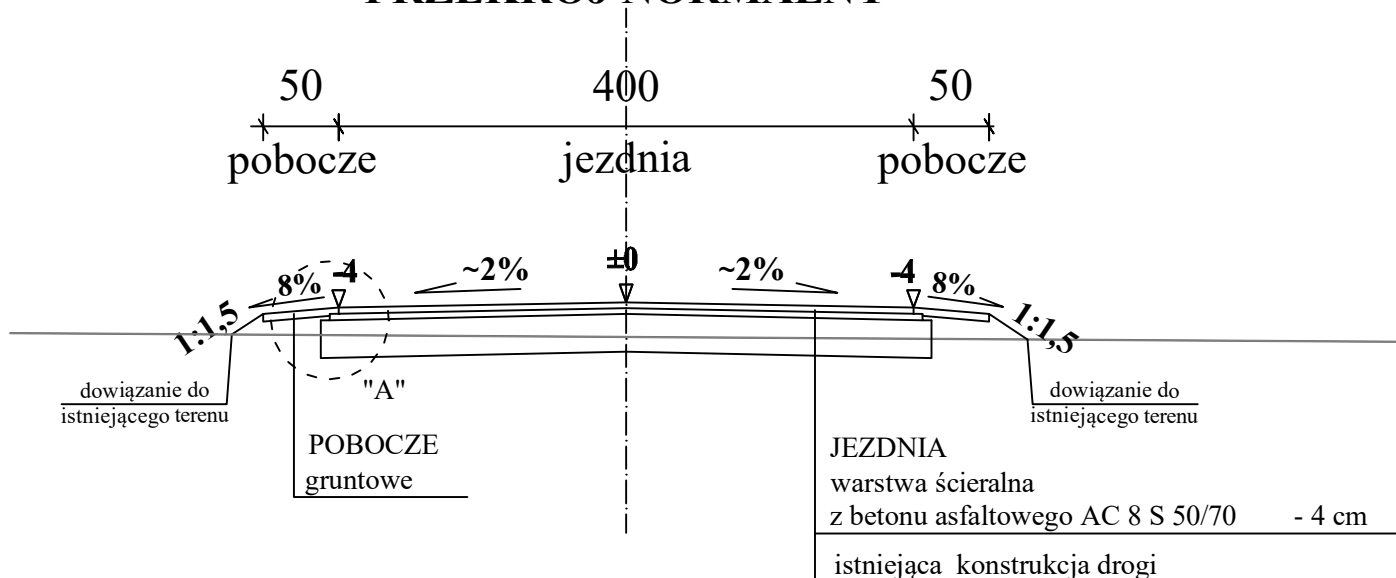 PRZEKRÓJ NORMALNY
50 400 50
pobocze jezdnia pobocze
1:1,5 8% -4 ~2% ±0 ~2% -4 8% 1:1,5
"A"
dowiązanie do
istniejącego terenu
dowiązanie do
istniejącego terenu
POBOCZE
gruntowe
JEZDNIA
warstwa ścieralna
z betonu asfaltowego AC 8 S 50/70 - 4 cm
istniejąca konstrukcja drogi